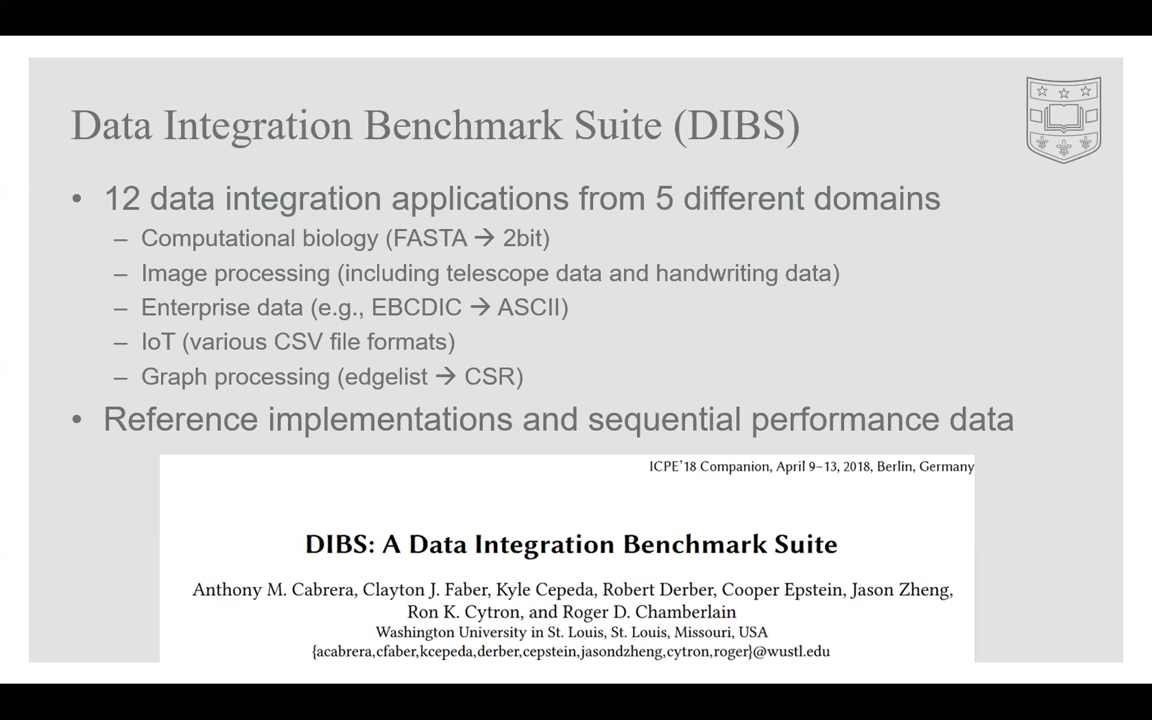 Data Integration Benchmark Suite (DIBS)
• 12 data integration applications from 5 different domains
– Computational biology (FASTA → 2bit)
– Image processing (including telescope data and handwriting data)
– Enterprise data (e.g., EBCDIC → ASCII)
– IoT (various CSV file formats)
– Graph processing (edgelist → CSR)
• Reference implementations and sequential performance data
ICPE’18 Companion, April 9–13, 2018, Berlin, Germany
DIBS: A Data Integration Benchmark Suite
Anthony M. Cabrera, Clayton J. Faber, Kyle Cepeda, Robert Derber, Cooper Epstein, Jason Zheng,
Ron K. Cytron, and Roger D. Chamberlain
Washington University in St. Louis, St. Louis, Missouri, USA
{acabrera,cfaber,kcepeda,derber,cepstein,jasondzheng,cytron,roger}@wustl.edu